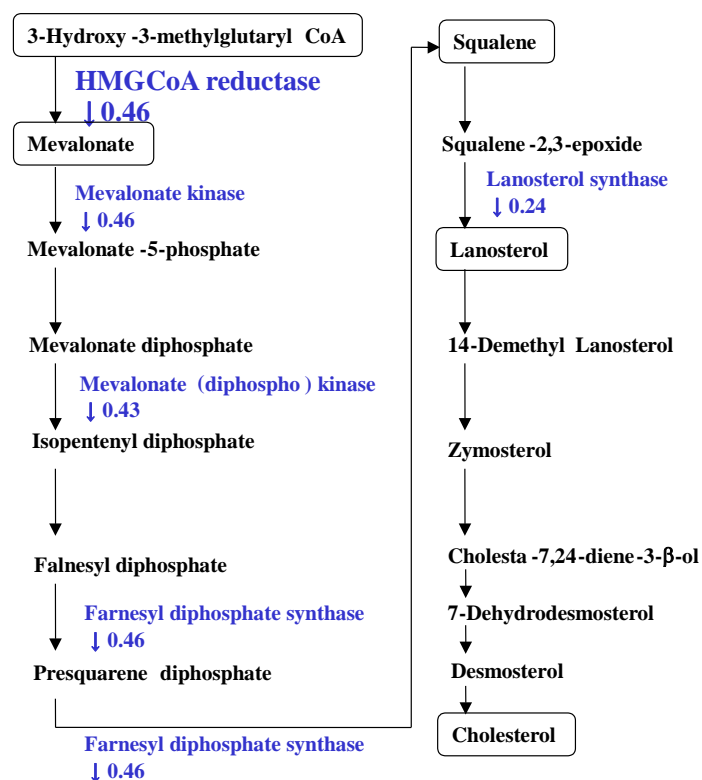 3-Hydroxy -3-methylglutaryl CoA
HMGCoA reductase
↓ 0.46
Mevalonate
Mevalonate kinase
↓ 0.46
Mevalonate -5-phosphate
Mevalonate diphosphate
Mevalonate (diphospho ) kinase
↓ 0.43
Isopentenyl diphosphate
Falnesyl diphosphate
Farnesyl diphosphate synthase
↓ 0.46
Presquarene diphosphate
Farnesyl diphosphate synthase
↓ 0.46
Squalene
Squalene -2,3-epoxide
Lanosterol synthase
↓ 0.24
Lanosterol
14-Demethyl Lanosterol
Zymosterol
Cholesta -7,24-diene-3-β-ol
7-Dehydrodesmosterol
Desmosterol
Cholesterol